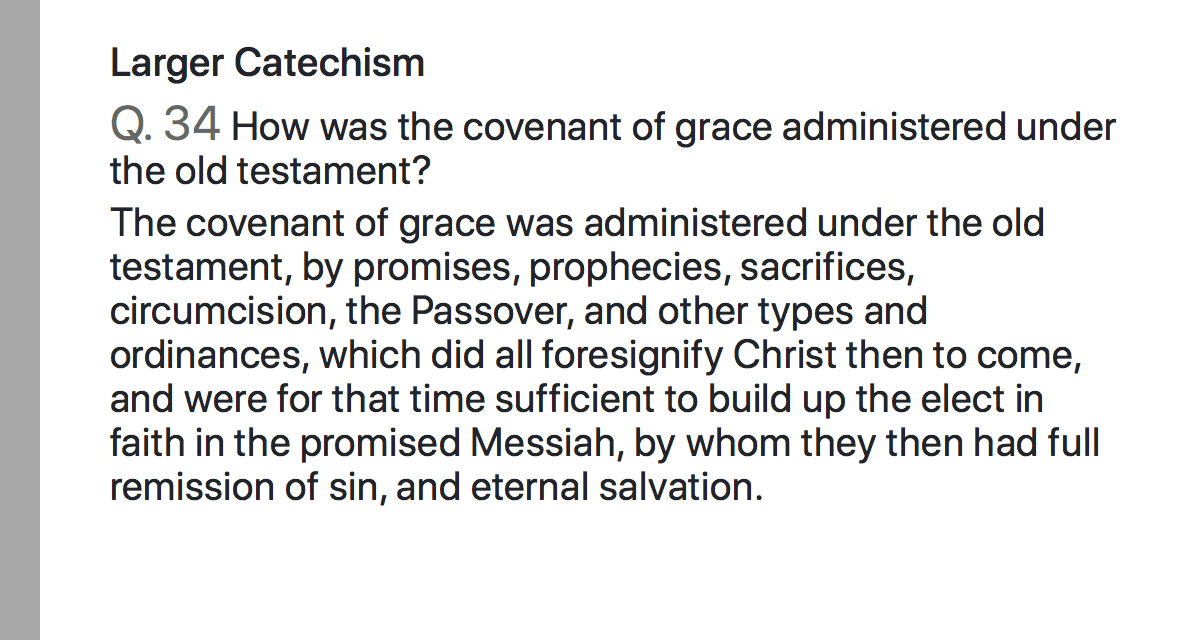 Larger Catechism
Q. 34 How was the covenant of grace administered under
the old testament?
The covenant of grace was administered under the old
testament, by promises, prophecies, sacrifices,
circumcision, the Passover, and other types and
ordinances, which did all foresignify Christ then to come,
and were for that time sufficient to build up the elect in
faith in the promised Messiah, by whom they then had full
remission of sin, and eternal salvation.